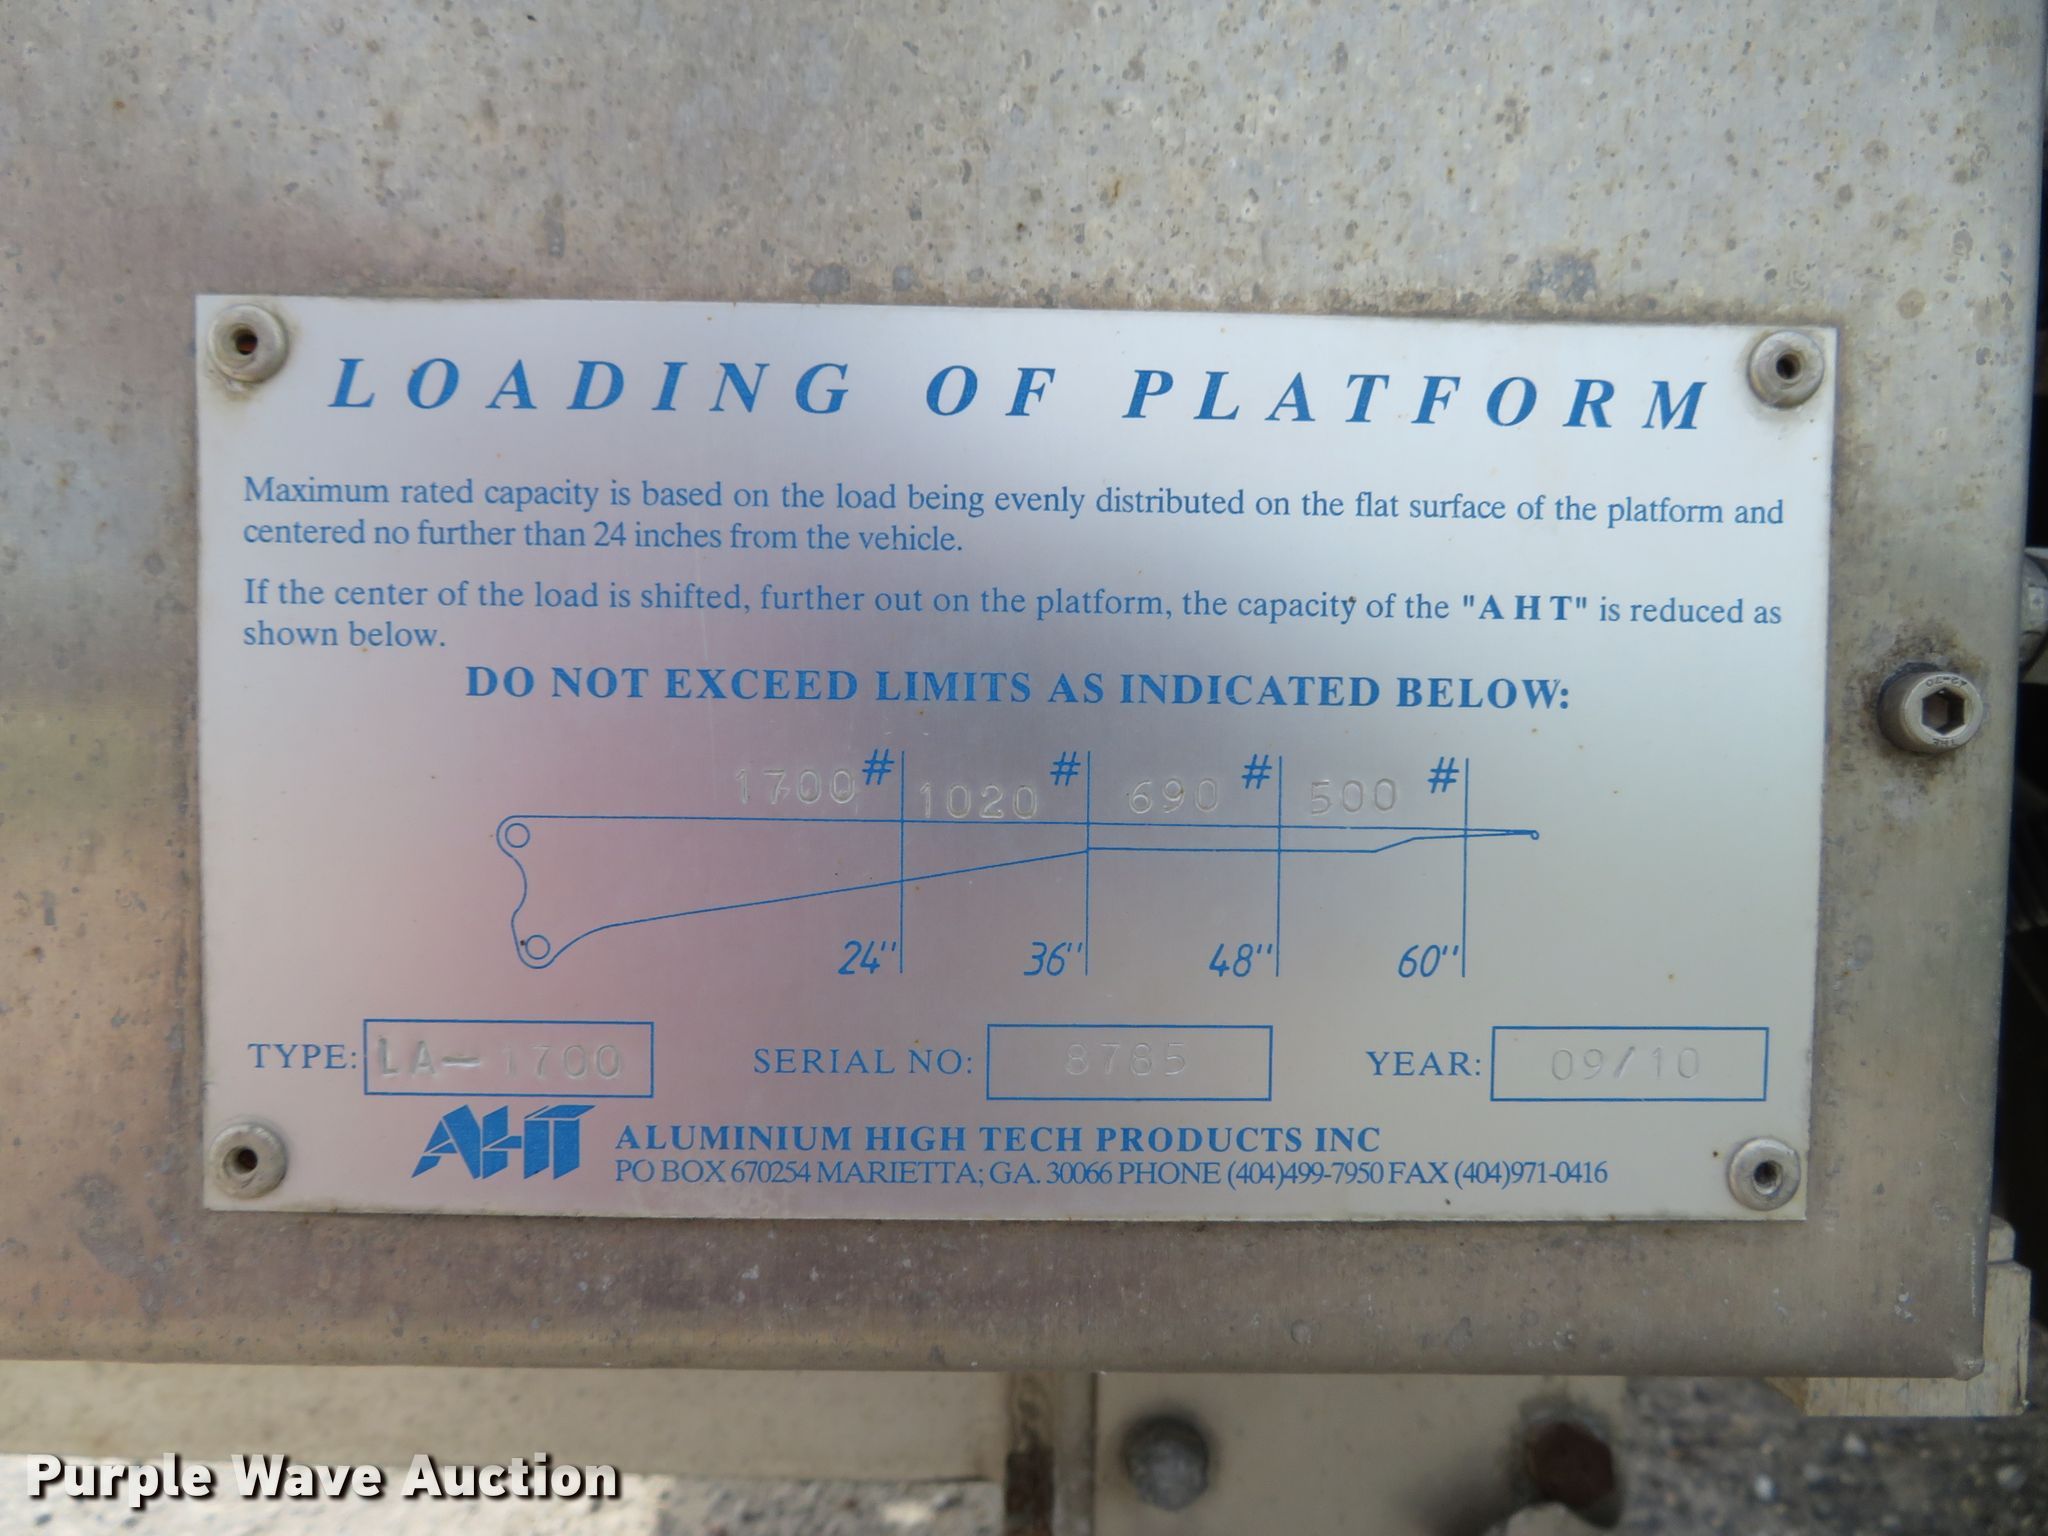 LOADING OF PLATFORM
Maximum rated capacity is based on the load being evenly distributed on the flat surface of the platform and
centered no further than 24 inches from the vehicle.
If the center of the load is shifted, further out on the platform, the capacity of the "A H T" is reduced as
shown below.
DO NOT EXCEED LIMITS AS INDICATED BELOW:
1700 # 1020 # 690 # 500 #
24" 36" 48" 60"
TYPE: LA-1700 SERIAL NO: 8785 YEAR: 09/10
AHT ALUMINIUM HIGH TECH PRODUCTS INC
PO BOX 670254 MARIETTA; GA. 30066 PHONE (404)499-7950 FAX (404)971-0416
A2-70
Purple Wave Auction